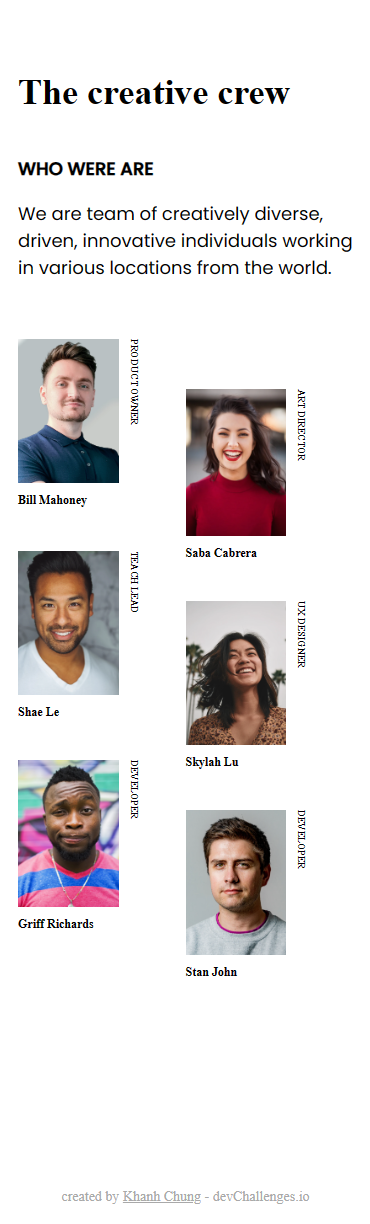 The creative crew
WHO WERE ARE
We are team of creatively diverse,
driven, innovative individuals working
in various locations from the world.
PRODUCT OWNER
Bill Mahoney
ART DIRECTOR
Saba Cabrera
TEACH LEAD
Shae Le
UX DESIGNER
Skylah Lu
DEVELOPER
Griff Richards
DEVELOPER
Stan John
created by Khanh Chung - devChallenges.io